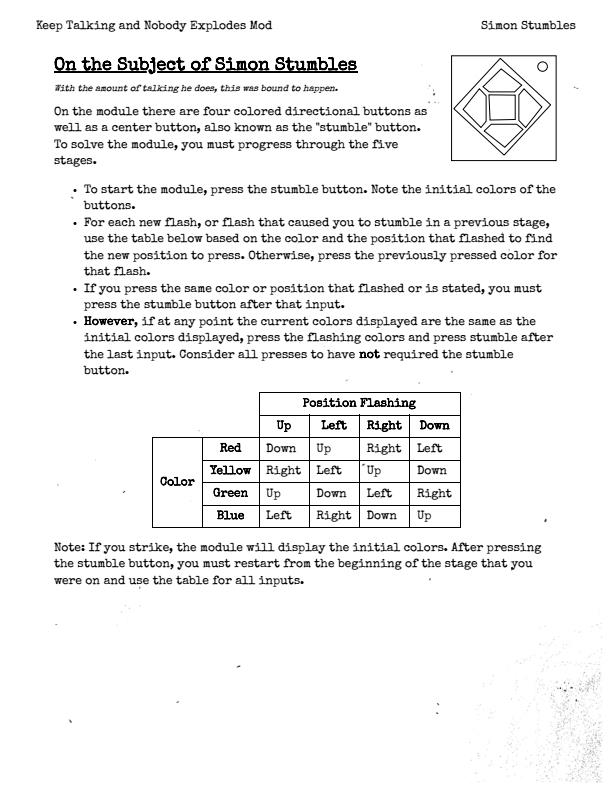 Keep Talking and Nobody Explodes Mod Simon Stumbles
On the Subject of Simon Stumbles
With the amount of talking he does, this was bound to happen.
On the module there are four colored directional buttons as
well as a center button, also known as the "stumble" button.
To solve the module, you must progress through the five
stages.
• To start the module, press the stumble button. Note the initial colors of the
buttons.
• For each new flash, or flash that caused you to stumble in a previous stage,
use the table below based on the color and the position that flashed to find
the new position to press. Otherwise, press the previously pressed color for
that flash.
• If you press the same color or position that flashed or is stated, you must
press the stumble button after that input.
• However, if at any point the current colors displayed are the same as the
initial colors displayed, press the flashing colors and press stumble after
the last input. Consider all presses to have not required the stumble
button.
Position Flashing
Up Left Right Down
Color
Red Down Up Right Left
Yellow Right Left Up Down
Green Up Down Left Right
Blue Left Right Down Up
Note: If you strike, the module will display the initial colors. After pressing
the stumble button, you must restart from the beginning of the stage that you
were on and use the table for all inputs.